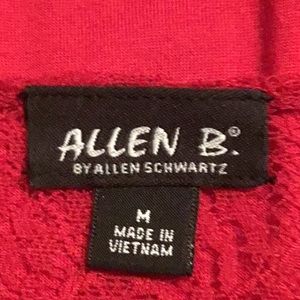 ALLEN B.®
BY ALLEN SCHWARTZ
M
MADE IN
VIETNAM